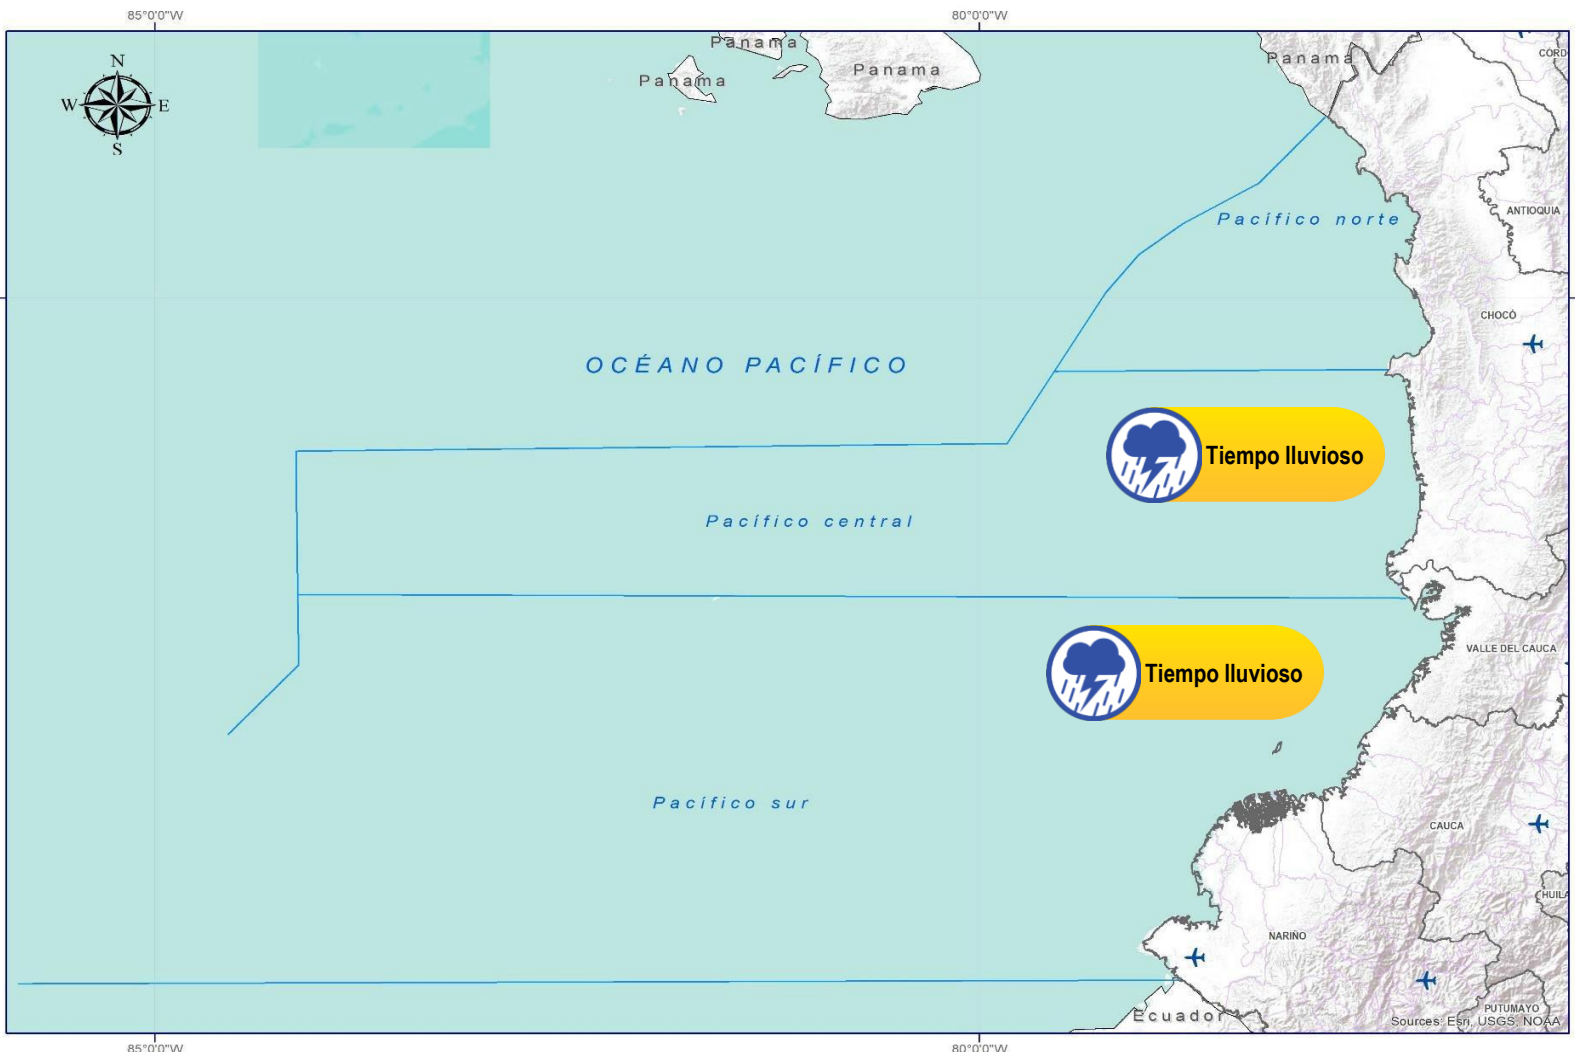 85°0'0"W
80°0'0"W
Panama
Panama
Panama
Panama
CORD
N
W
E
S
ANTIOQUIA
Pacífico norte
CHOCÓ
OCÉANO PACÍFICO
Tiempo lluvioso
Pacífico central
VALLE DEL CAUCA
Tiempo lluvioso
Pacífico sur
CAUCA
HUILA
NARIÑO
PUTUMAYO
Ecuador
Sources: Esri, USGS, NOAA
85°0'0"W
80°0'0"W